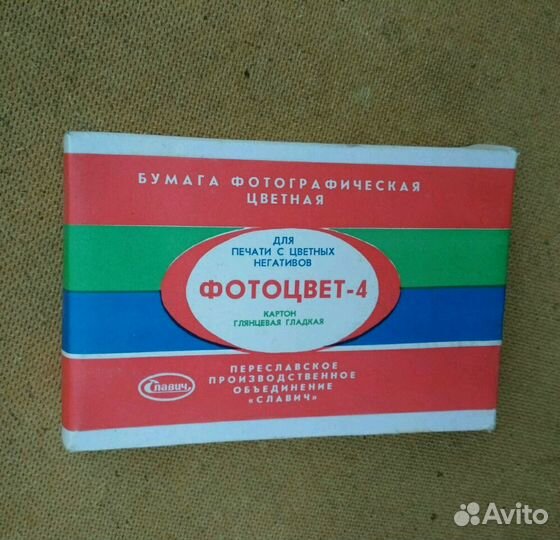 БУМАГА ФОТОГРАФИЧЕСКАЯ
ЦВЕТНАЯ
ДЛЯ
ПЕЧАТИ С ЦВЕТНЫХ
НЕГАТИВОВ
ФОТОЦВЕТ-4
КАРТОН
ГЛЯНЦЕВАЯ ГЛАДКАЯ
Славич
ПЕРЕСЛАВСКОЕ
ПРОИЗВОДСТВЕННОЕ
ОБЪЕДИНЕНИЕ
«СЛАВИЧ»
Avito